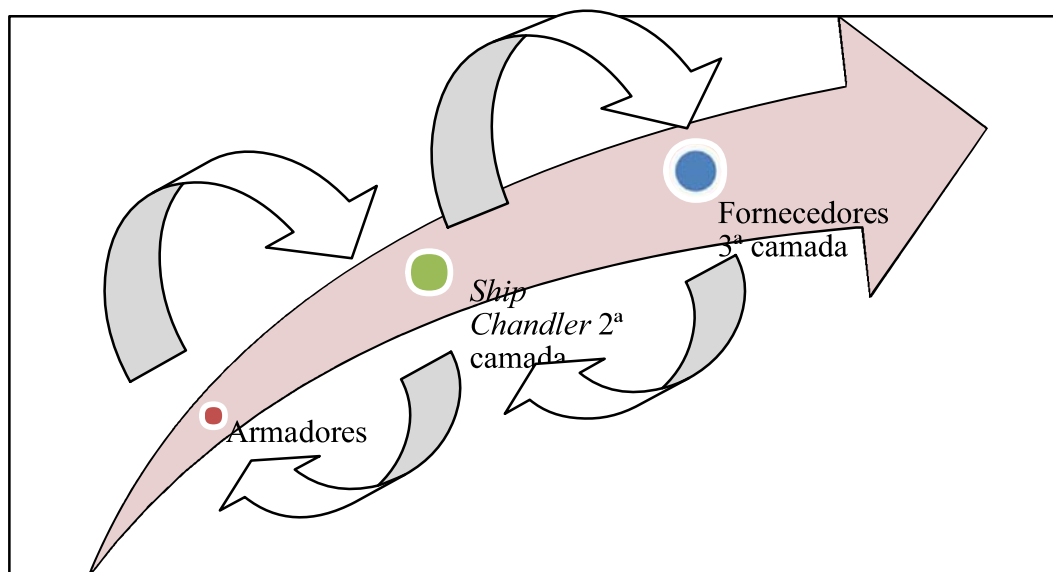 Fornecedores
3ª camada
Ship
Chandler 2ª
camada
Armadores